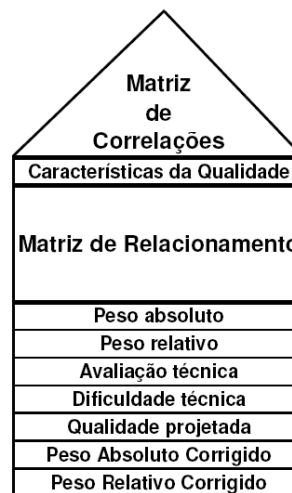 Matriz
de
Correlações
Características da Qualidade
Matriz de Relacionamento
Peso absoluto
Peso relativo
Avaliação técnica
Dificuldade técnica
Qualidade projetada
Peso Absoluto Corrigido
Peso Relativo Corrigido